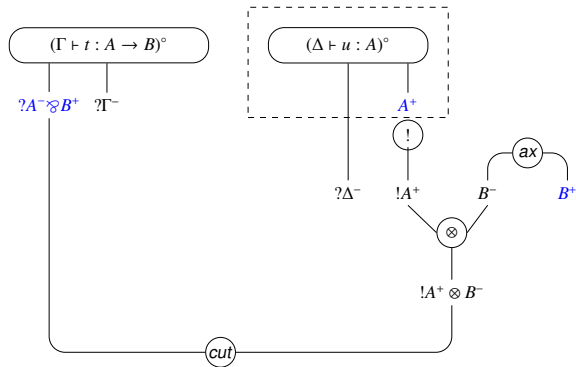 (Γ ⊢ t : A → B)° (Δ ⊢ u : A)°
?A⁻⅋B⁺ ?Γ⁻ A⁺
!
ax
?Δ⁻ !A⁺ B⁻ B⁺
⊗
!A⁺ ⊗ B⁻
cut